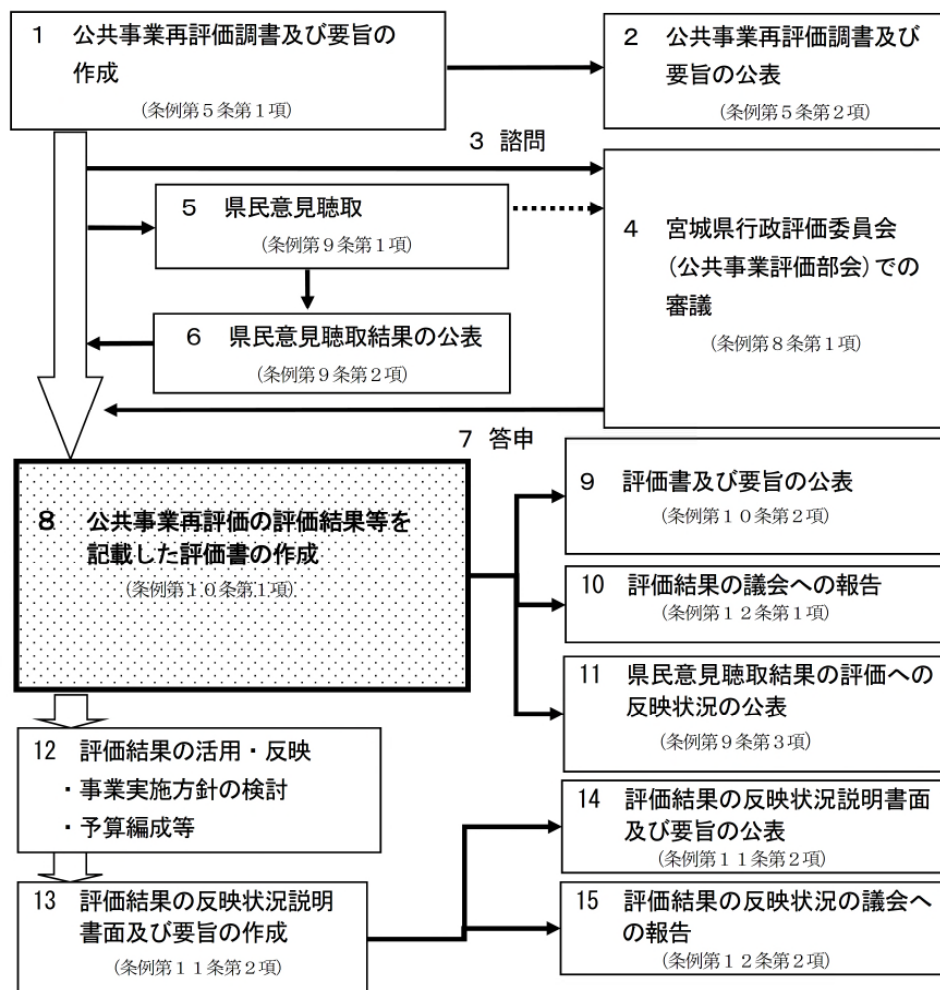 1 公共事業再評価調書及び要旨の
作成
(条例第5条第1項)
2 公共事業再評価調書及び
要旨の公表
(条例第5条第2項)
3 諮問
4 宮城県行政評価委員会
(公共事業評価部会)での
審議
(条例第8条第1項)
5 県民意見聴取
(条例第9条第1項)
6 県民意見聴取結果の公表
(条例第9条第2項)
7 答申
8 公共事業再評価の評価結果等を
記載した評価書の作成
(条例第10条第1項)
9 評価書及び要旨の公表
(条例第10条第2項)
10 評価結果の議会への報告
(条例第12条第1項)
11 県民意見聴取結果の評価への
反映状況の公表
(条例第9条第3項)
12 評価結果の活用・反映
・事業実施方針の検討
・予算編成等
13 評価結果の反映状況説明
書面及び要旨の作成
(条例第11条第2項)
14 評価結果の反映状況説明書面
及び要旨の公表
(条例第11条第2項)
15 評価結果の反映状況の議会へ
の報告
(条例第12条第2項)